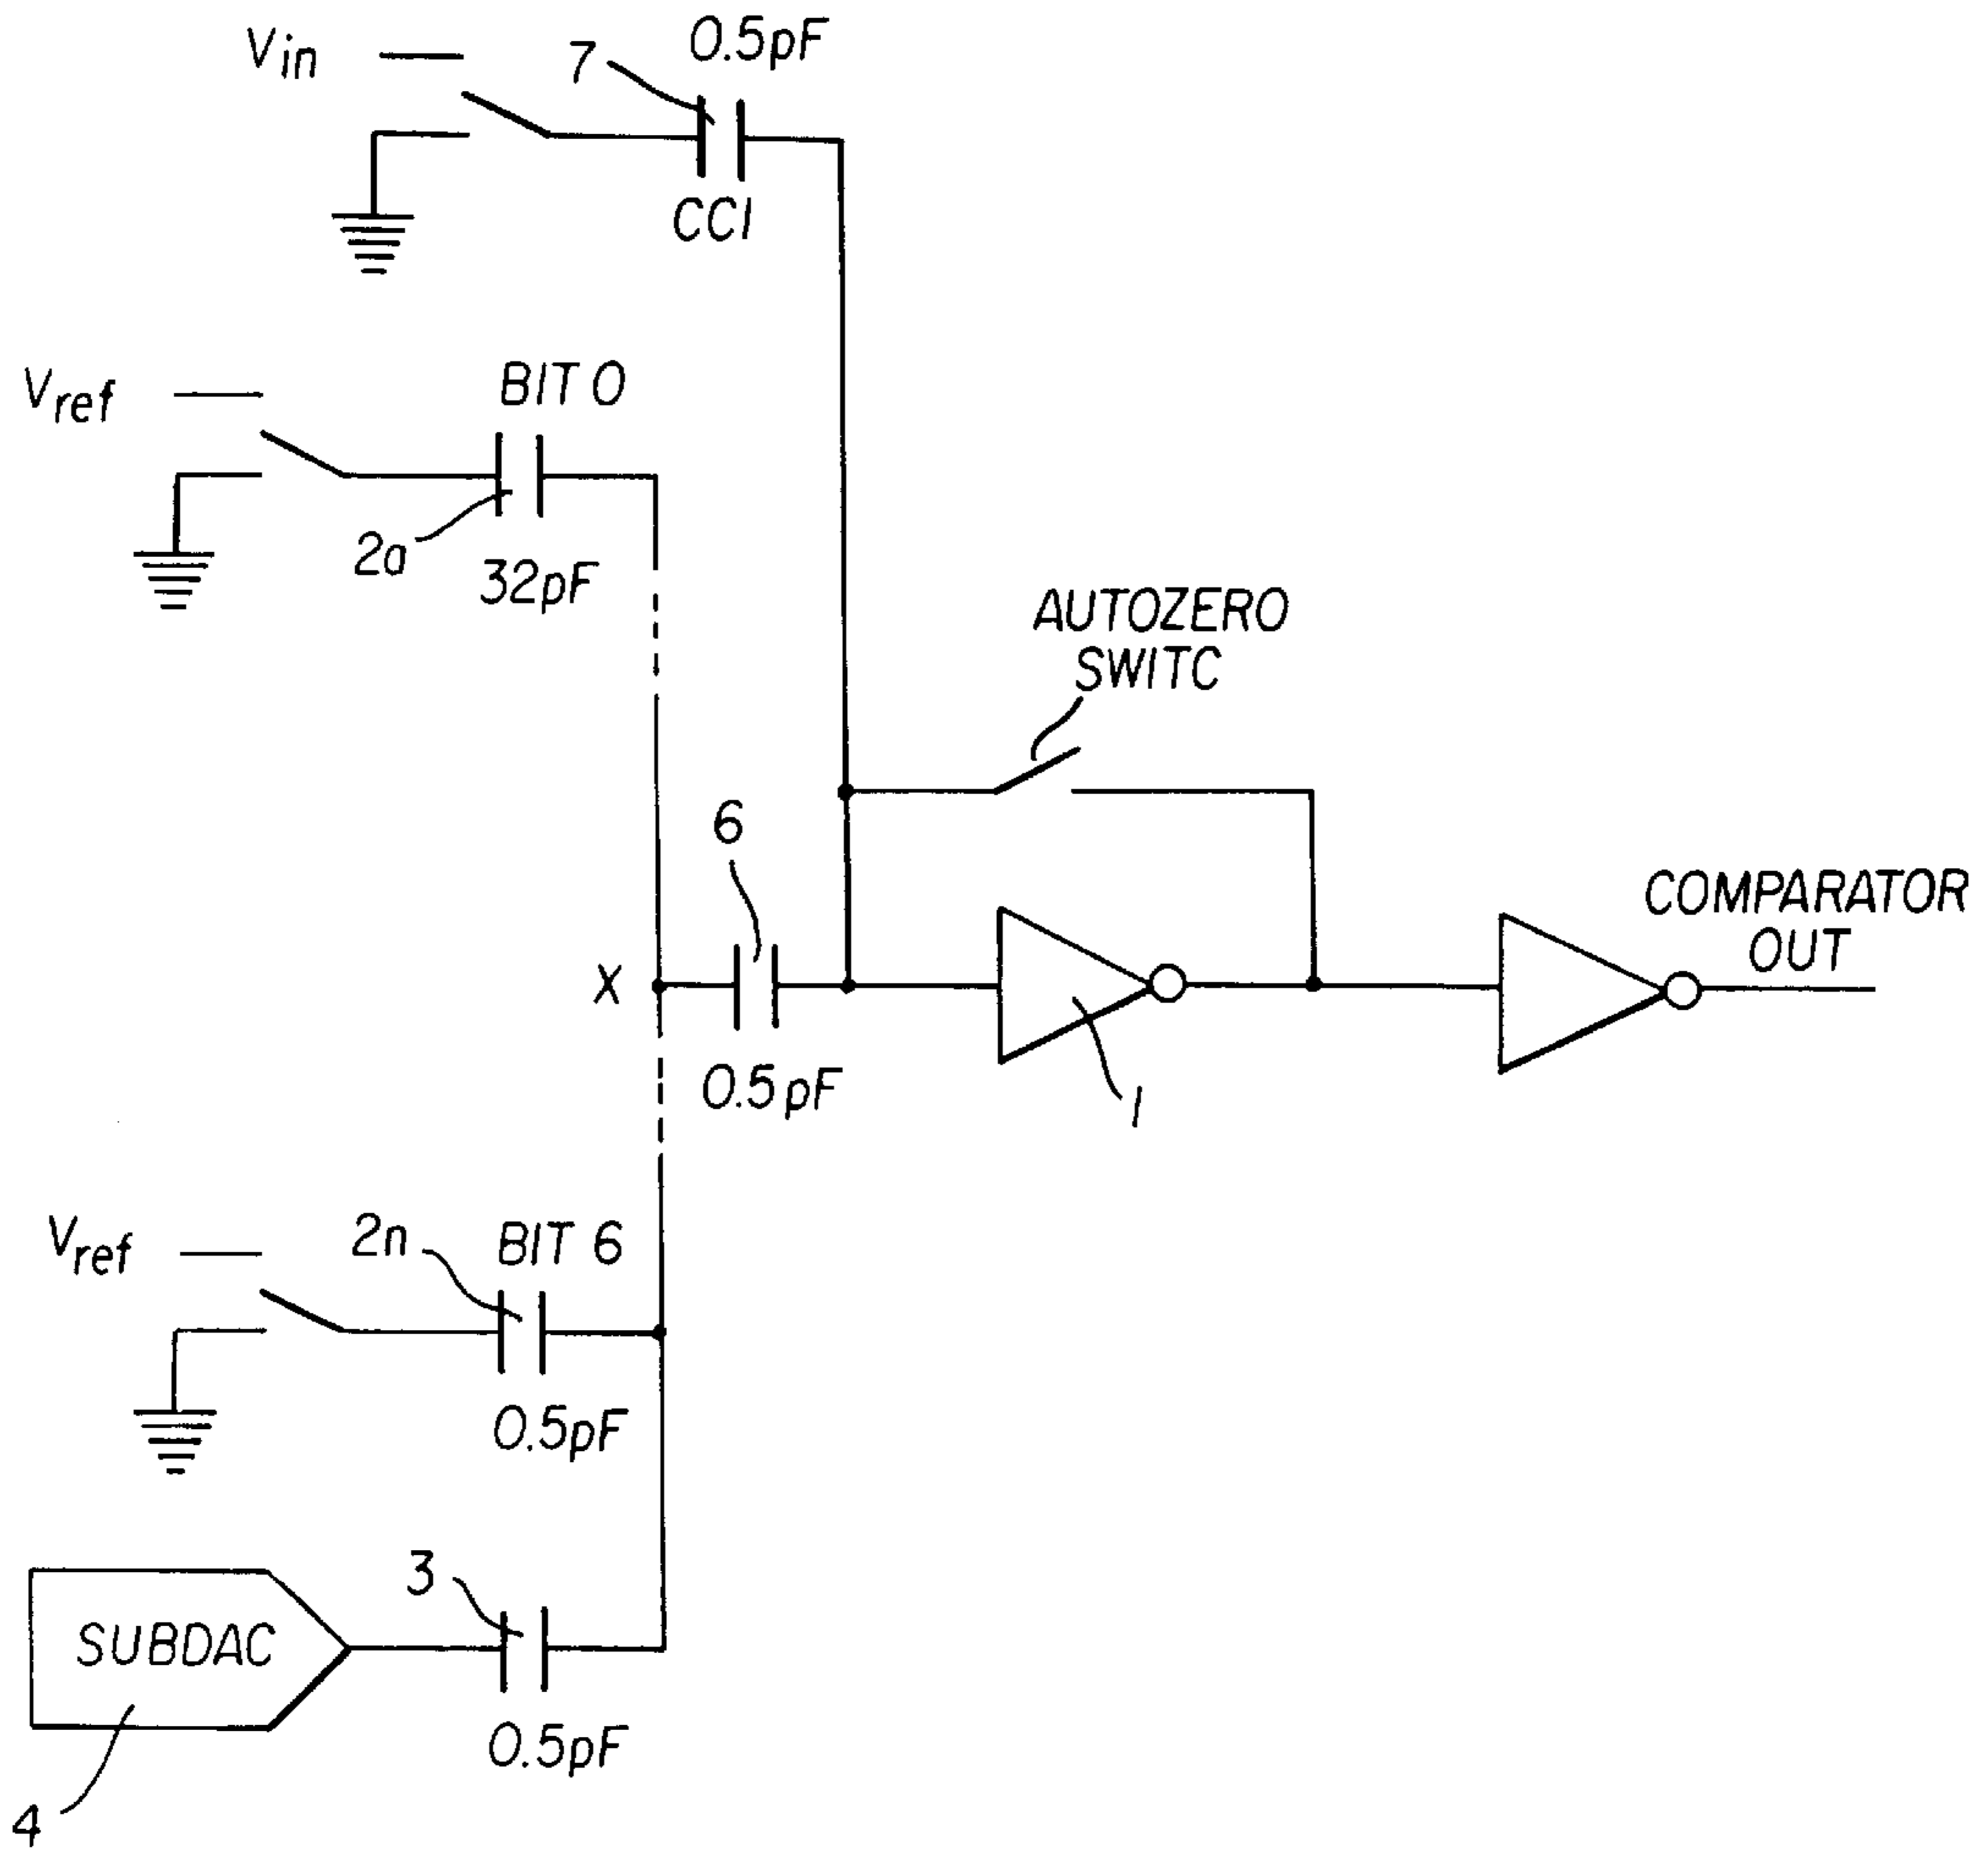 Vin
7
0.5pF
CC1
Vref
BIT 0
2a
32pF
AUTOZERO
SWITC
6
X
0.5pF
1
COMPARATOR
OUT
Vref
2n
BIT 6
0.5pF
SUBDAC
3
0.5pF
4